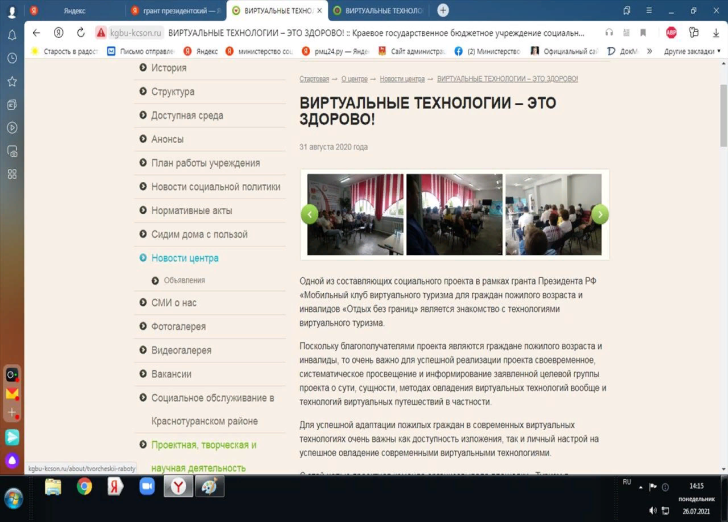 Яндекс
грант президентский — Я
ВИРТУАЛЬНЫЕ ТЕХНОЛОГИ
ВИРТУАЛЬНЫЕ ТЕХНОЛОГ
kgbu-kcson.ru ВИРТУАЛЬНЫЕ ТЕХНОЛОГИИ – ЭТО ЗДОРОВО! :: Краевое государственное бюджетное учреждение социальн...
Старость в радос
Письмо отправле
Яндекс
министерство со
рмц24.ру — Янде
Сайт администрац
(2) Министерство
Официальный са
ДокМ
»
Другие закладки
История
Структура
Доступная среда
Анонсы
План работы учреждения
Новости социальной политики
Нормативные акты
Сидим дома с пользой
Новости центра
Объявления
СМИ о нас
Фотогалерея
Видеогалерея
Вакансии
Социальное обслуживание в
Краснотуранском районе
Проектная, творческая и
научная деятельность
Стартовая → О центре → Новости центра → ВИРТУАЛЬНЫЕ ТЕХНОЛОГИИ – ЭТО ЗДОРОВО!
ВИРТУАЛЬНЫЕ ТЕХНОЛОГИИ – ЭТО
ЗДОРОВО!
31 августа 2020 года
Одной из составляющих социального проекта в рамках гранта Президента РФ
«Мобильный клуб виртуального туризма для граждан пожилого возраста и
инвалидов «Отдых без границ» является знакомство с технологиями
виртуального туризма.
Поскольку благополучателями проекта являются граждане пожилого возраста и
инвалиды, то очень важно для успешной реализации проекта своевременное,
систематическое просвещение и информирование заявленной целевой группы
проекта о сути, сущности, методах овладения виртуальных технологий вообще и
технологий виртуальных путешествий в частности.
Для успешной адаптации пожилых граждан в современных виртуальных
технологиях очень важны как доступность изложения, так и личный настрой на
успешное овладение современными виртуальными технологиями.
kgbu-kcson.ru/about/tvorcheskii-raboty
RU
14:15
понедельник
26.07.2021